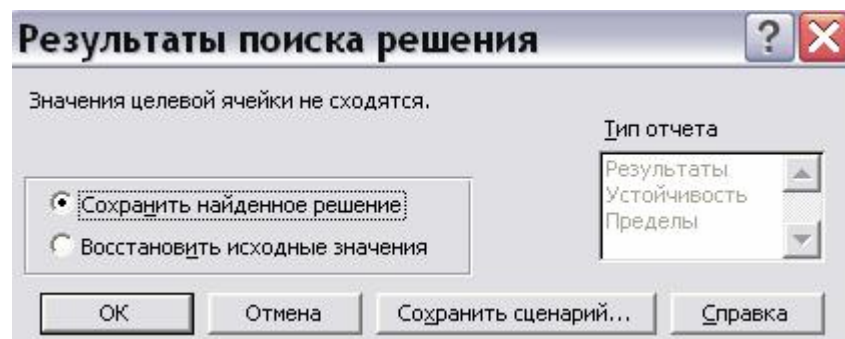 Результаты поиска решения
Значения целевой ячейки не сходятся.
Тип отчета
Результаты
Устойчивость
Пределы
Сохранить найденное решение
Восстановить исходные значения
ОК
Отмена
Сохранить сценарий...
Справка